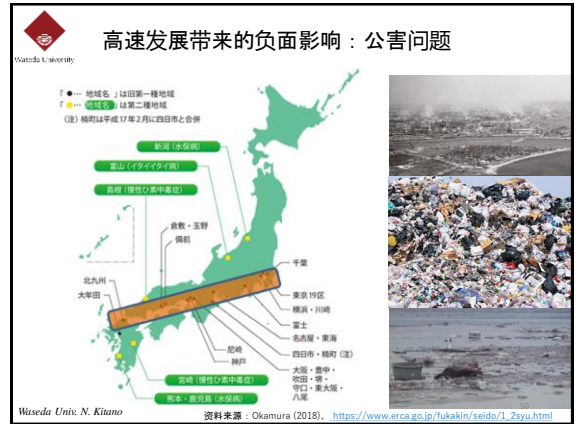 高速发展带来的负面影响：公害问题
Waseda University
「●… 地域名 」は旧第一種地域
「■… 地域名 」は第二種地域
（注）楠町は平成17年2月に四日市と合併
新潟（水俣病）
富山（イタイイタイ病）
島根（慢性ひ素中毒症）
倉敷・玉野
備前
千葉
北九州
大牟田
東京19区
横浜・川崎
富士
名古屋・東海
尼崎
神戸
四日市・楠町（注）
大阪・豊中・
吹田・堺・
守口・東大阪・
八尾
宮崎（慢性ひ素中毒症）
熊本・鹿児島（水俣病）
Waseda Univ. N. Kitano
资料来源：Okamura (2018)、https://www.erca.go.jp/fukakin/seido/1_2syu.html